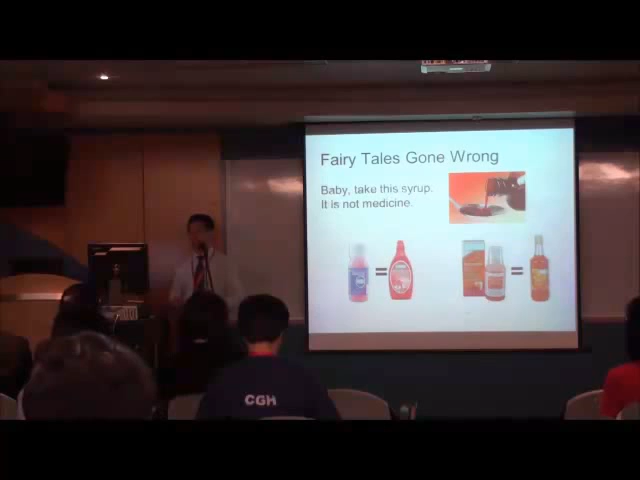 Fairy Tales Gone Wrong
Baby, take this syrup.
It is not medicine.
=
=
CGH